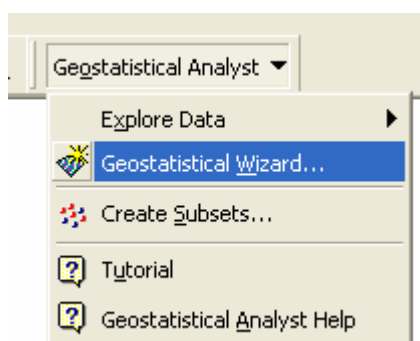 Geostatistical Analyst
Explore Data
Geostatistical Wizard...
Create Subsets...
Tutorial
Geostatistical Analyst Help